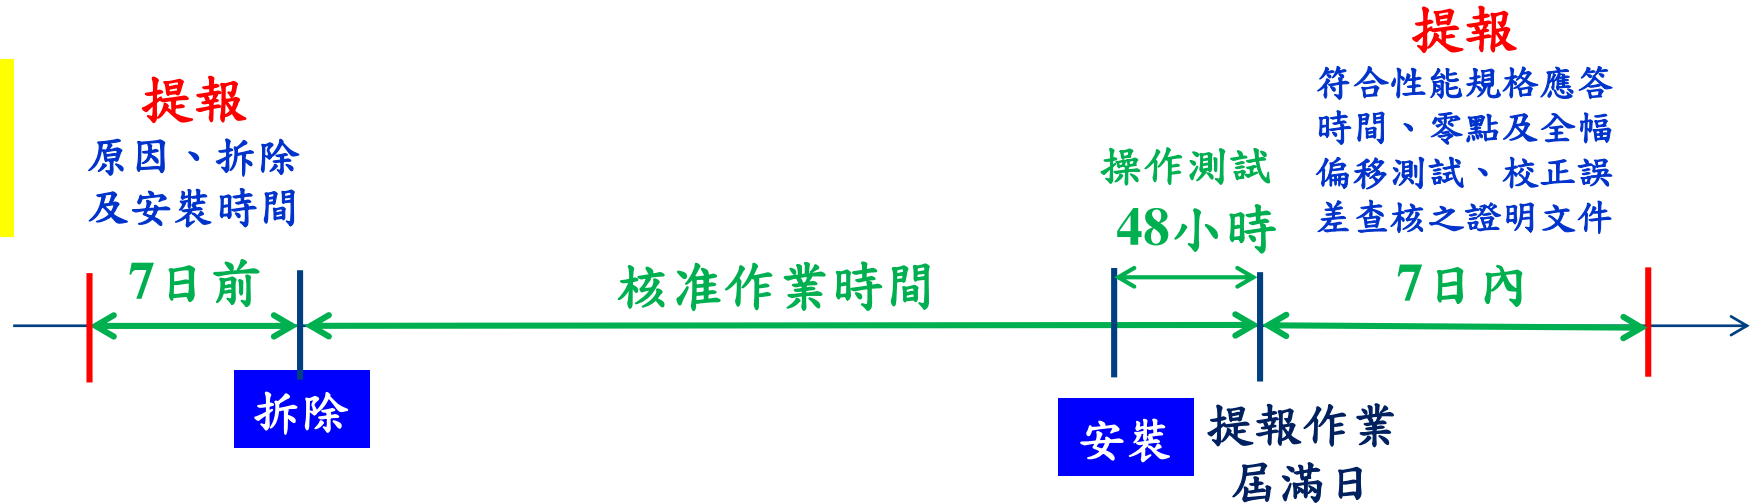 提報
原因、拆除
及安裝時間
7日前
拆除
核准作業時間
操作測試
48小時
安裝
提報作業
屆滿日
提報
符合性能規格應答
時間、零點及全幅
偏移測試、校正誤
差查核之證明文件
7日內